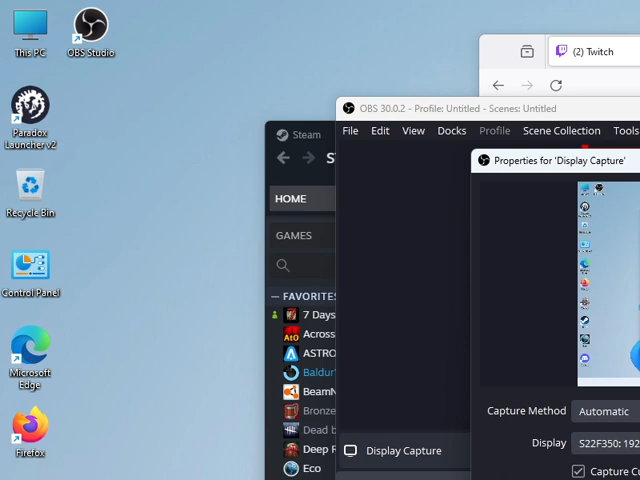 This PC
OBS Studio
Paradox
Launcher v2
Recycle Bin
Control Panel
Microsoft
Edge
Firefox
(2) Twitch
OBS 30.0.2 - Profile: Untitled - Scenes: Untitled
File Edit View Docks Profile Scene Collection Tools
Steam
HOME
GAMES
FAVORITES
7 Days
AtO
Across
ASTRO
Baldur'
BeamN
Bronze
Dead b
Deep R
Eco
Display Capture
Properties for 'Display Capture'
Capture Method Automatic
Display S22F350: 192
Capture Cu